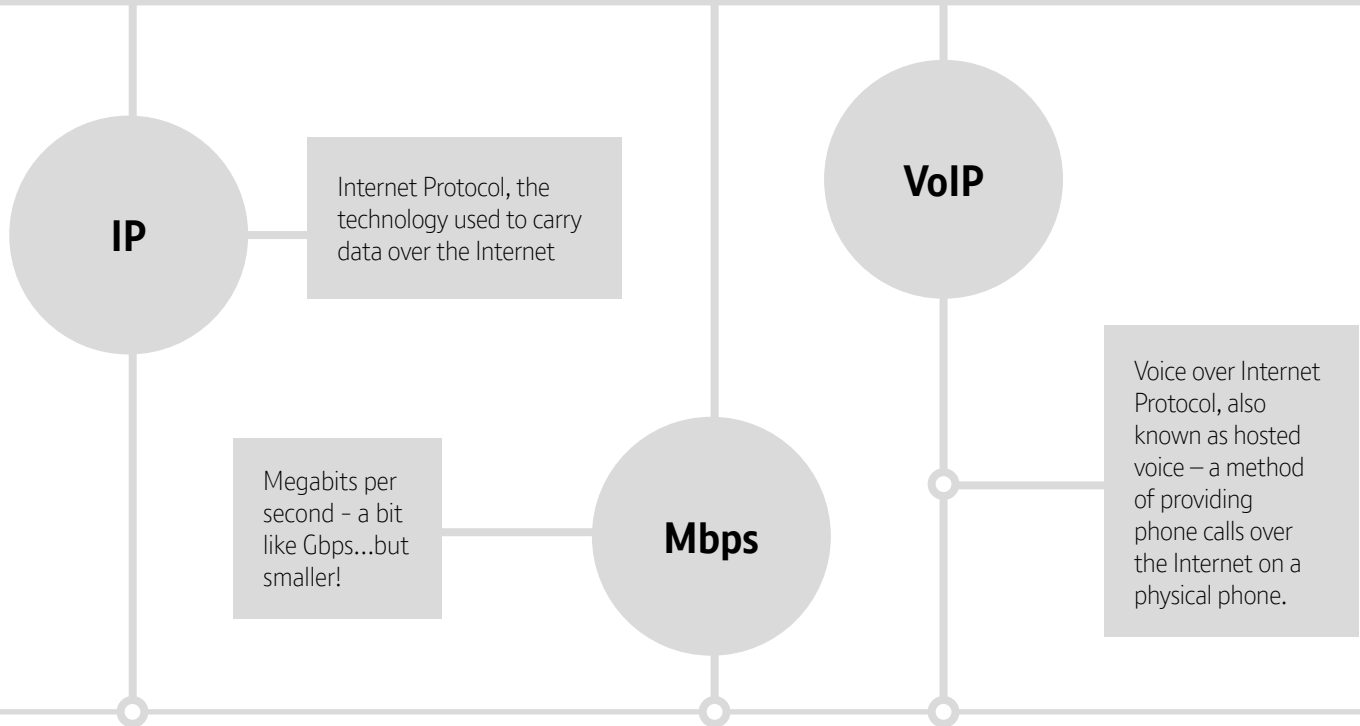 IP
Internet Protocol, the
technology used to carry
data over the Internet
Megabits per
second – a bit
like Gbps...but
smaller!
Mbps
VoIP
Voice over Internet
Protocol, also
known as hosted
voice – a method
of providing
phone calls over
the Internet on a
physical phone.